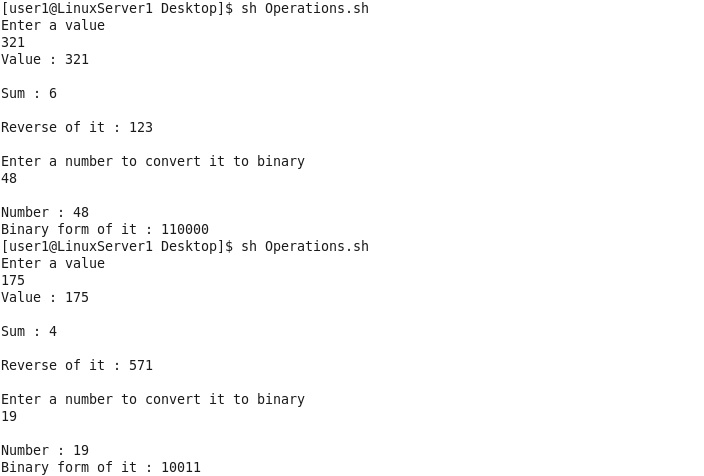 [user1@LinuxServer1 Desktop]$ sh Operations.sh
Enter a value
321
Value : 321
Sum : 6
Reverse of it : 123
Enter a number to convert it to binary
48
Number : 48
Binary form of it : 110000
[user1@LinuxServer1 Desktop]$ sh Operations.sh
Enter a value
175
Value : 175
Sum : 4
Reverse of it : 571
Enter a number to convert it to binary
19
Number : 19
Binary form of it : 10011